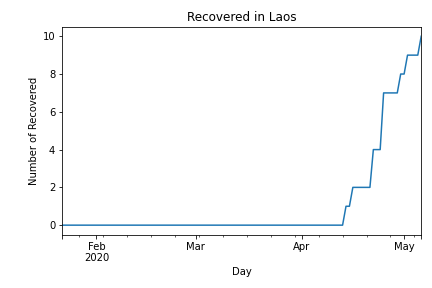 Recovered in Laos
Number of Recovered
10
8
6
4
2
0
Feb
2020
Mar
Apr
May
Day